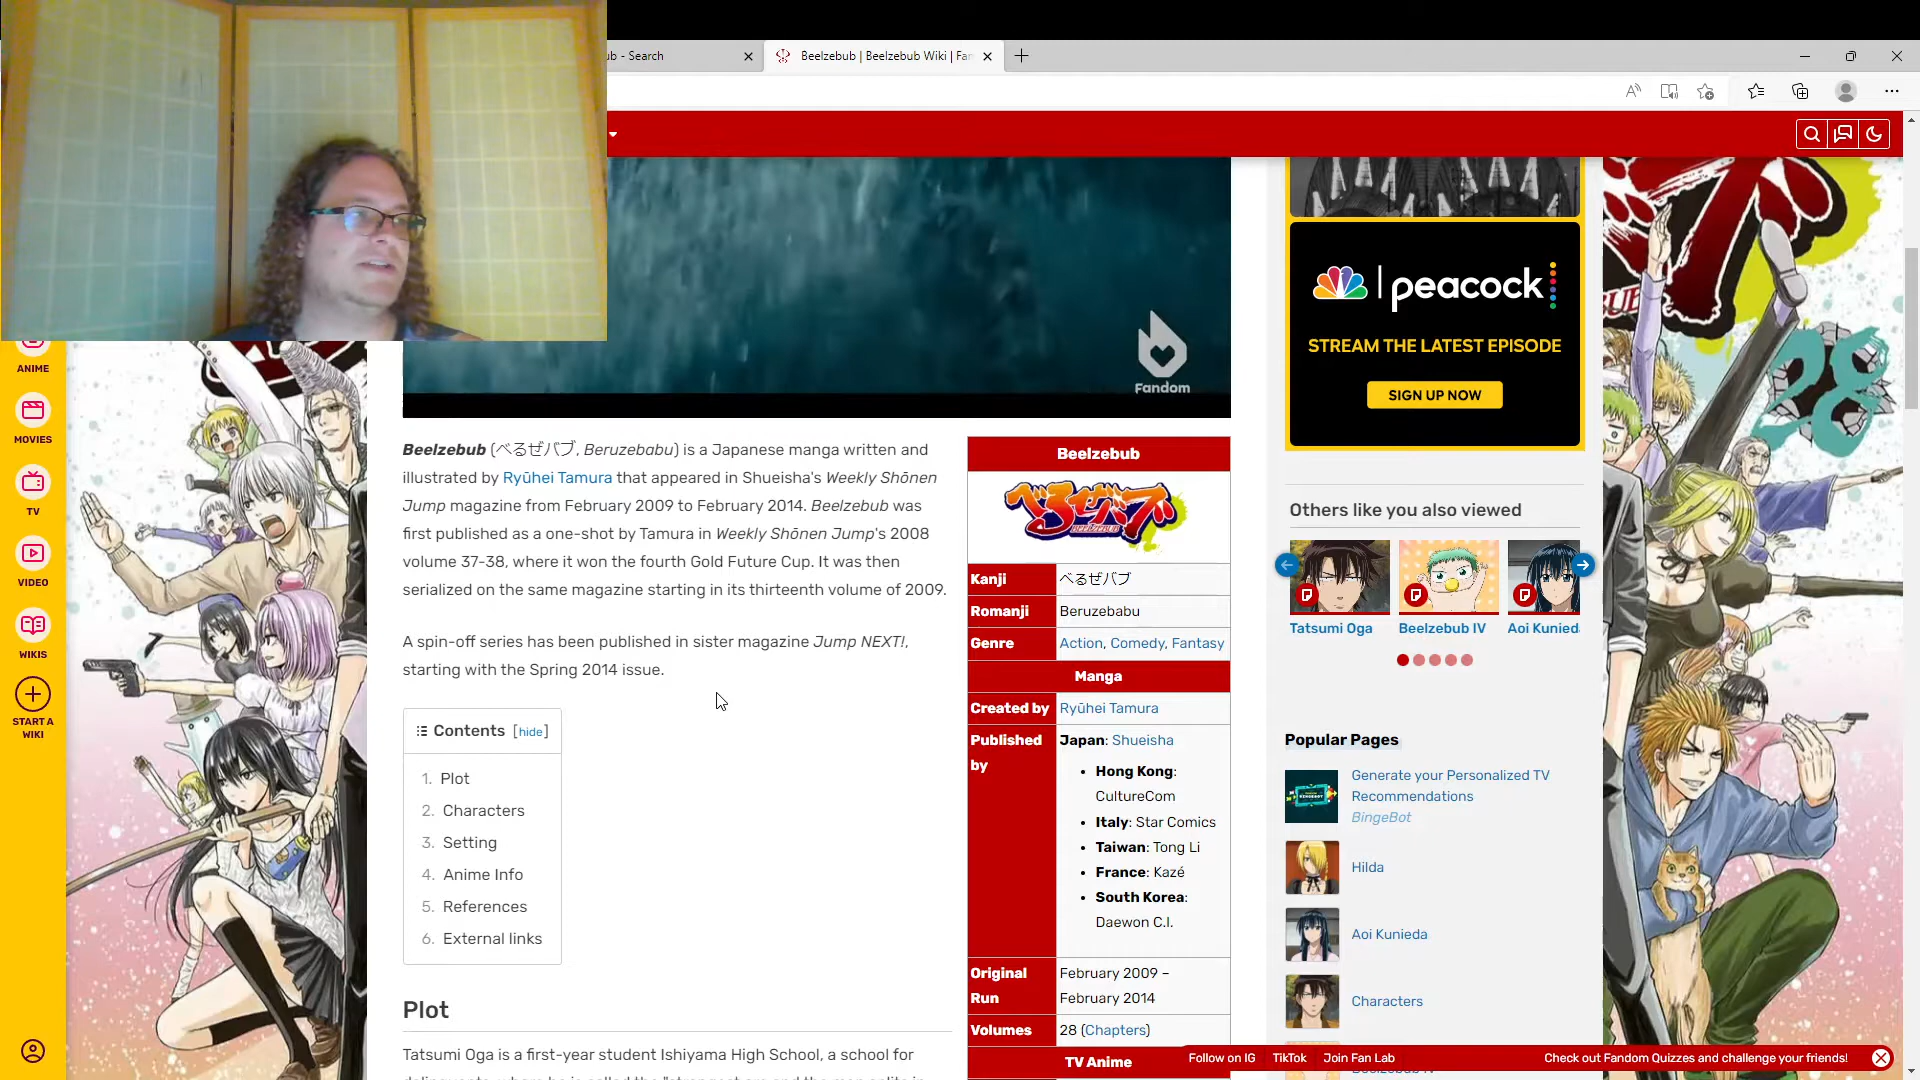 ub - Search
Beelzebub | Beelzebub Wiki | Fan
peacock
STREAM THE LATEST EPISODE
SIGN UP NOW
Fandom
ANIME
MOVIES
TV
VIDEO
WIKIS
START A
WIKI
Beelzebub (べるぜバブ, Beruzebabu) is a Japanese manga written and
illustrated by Ryūhei Tamura that appeared in Shueisha's Weekly Shōnen
Jump magazine from February 2009 to February 2014. Beelzebub was
first published as a one-shot by Tamura in Weekly Shōnen Jump's 2008
volume 37-38, where it won the fourth Gold Future Cup. It was then
serialized on the same magazine starting in its thirteenth volume of 2009.
A spin-off series has been published in sister magazine Jump NEXT!,
starting with the Spring 2014 issue.
Contents [hide]
1. Plot
2. Characters
3. Setting
4. Anime Info
5. References
6. External links
Plot
Tatsumi Oga is a first-year student Ishiyama High School, a school for
Beelzebub
べるぜバブ
BEELZEBUB
Kanji べるぜバブ
Romanji Beruzebabu
Genre Action, Comedy, Fantasy
Manga
Created by Ryūhei Tamura
Published by Japan: Shueisha
• Hong Kong:
CultureCom
• Italy: Star Comics
• Taiwan: Tong Li
• France: Kazé
• South Korea:
Daewon C.I.
Original Run February 2009 –
February 2014
Volumes 28 (Chapters)
TV Anime
Others like you also viewed
Tatsumi Oga
Beelzebub IV
Aoi Kunied
Popular Pages
Generate your Personalized TV
Recommendations
BingeBot
Hilda
Aoi Kunieda
Characters
28
Follow on IG TikTok Join Fan Lab
Check out Fandom Quizzes and challenge your friends!